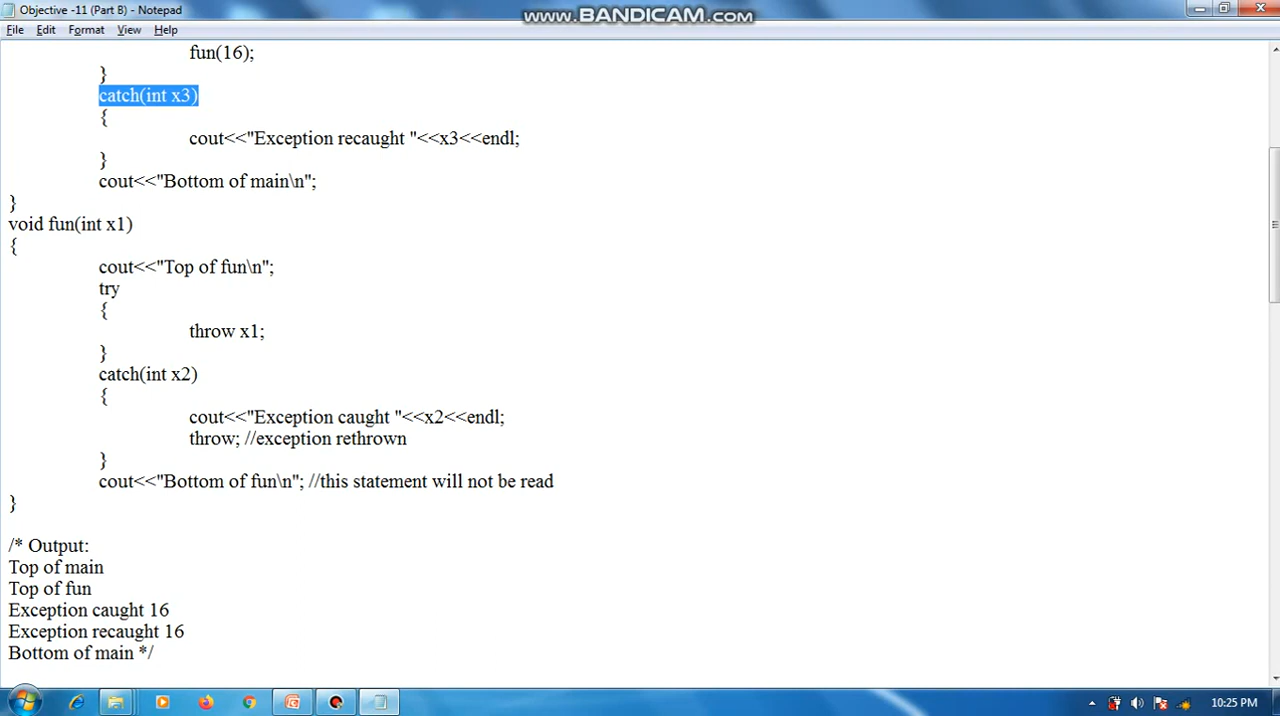 Objective -11 (Part 8) - Notepad
www.BANDICAM.com
File Edit Format View Help
fun(16);
}
catch(int x3)
{
cout<<"Exception recaught "<<x3<<endl;
}
cout<<"Bottom of main\n";
}
void fun(int x1)
{
cout<<"Top of fun\n";
try
{
throw x1;
}
catch(int x2)
{
cout<<"Exception caught "<<x2<<endl;
throw; //exception rethrown
}
cout<<"Bottom of fun\n"; //this statement will not be read
}
/* Output:
Top of main
Top of fun
Exception caught 16
Exception recaught 16
Bottom of main */
10:25 PM